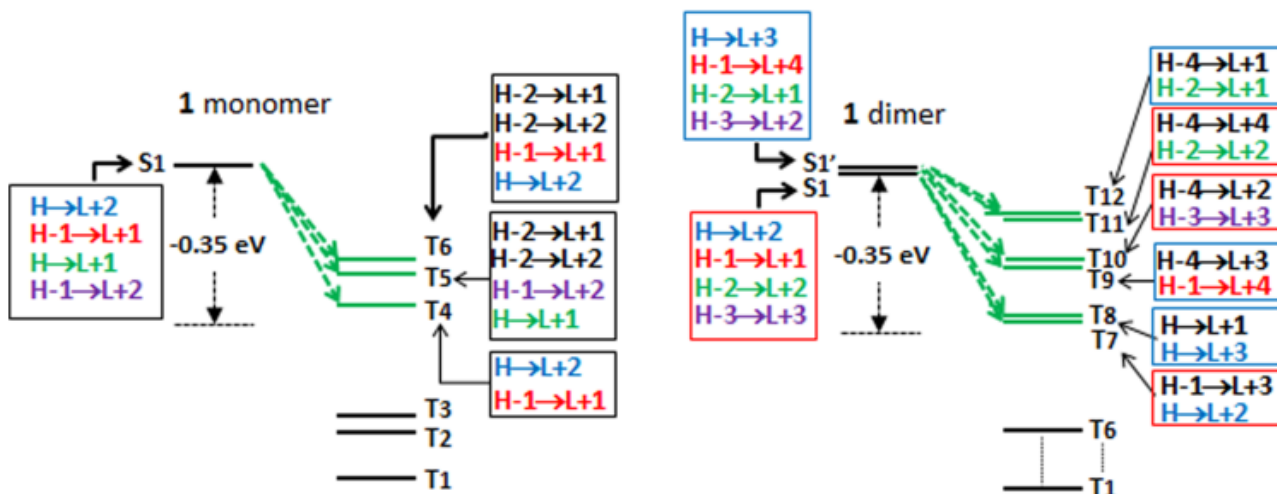 1 monomer
S1
H→L+2
H-1→L+1
H→L+1
H-1→L+2
-0.35 eV
H-2→L+1
H-2→L+2
H-1→L+1
H→L+2
T6
T5
T4
H-2→L+1
H-2→L+2
H-1→L+2
H→L+1
H→L+2
H-1→L+1
T3
T2
T1
H→L+3
H-1→L+4
H-2→L+1
H-3→L+2
1 dimer
S1'
S1
H→L+2
H-1→L+1
H-2→L+2
H-3→L+3
-0.35 eV
H-4→L+1
H-2→L+1
T12
T11
H-4→L+4
H-2→L+2
H-4→L+2
H-3→L+3
T10
T9
H-4→L+3
H-1→L+4
T8
T7
H→L+1
H→L+3
H-1→L+3
H→L+2
T6
T1